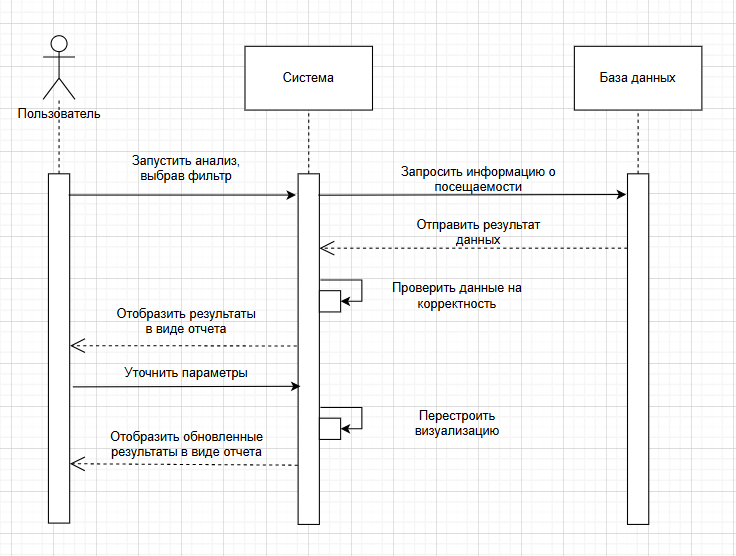 Пользователь
Система
База данных
Запустить анализ,
выбрав фильтр
Запросить информацию о
посещаемости
Отправить результат
данных
Проверить данные на
корректность
Отобразить результаты
в виде отчета
Уточнить параметры
Перестроить
визуализацию
Отобразить обновленные
результаты в виде отчета